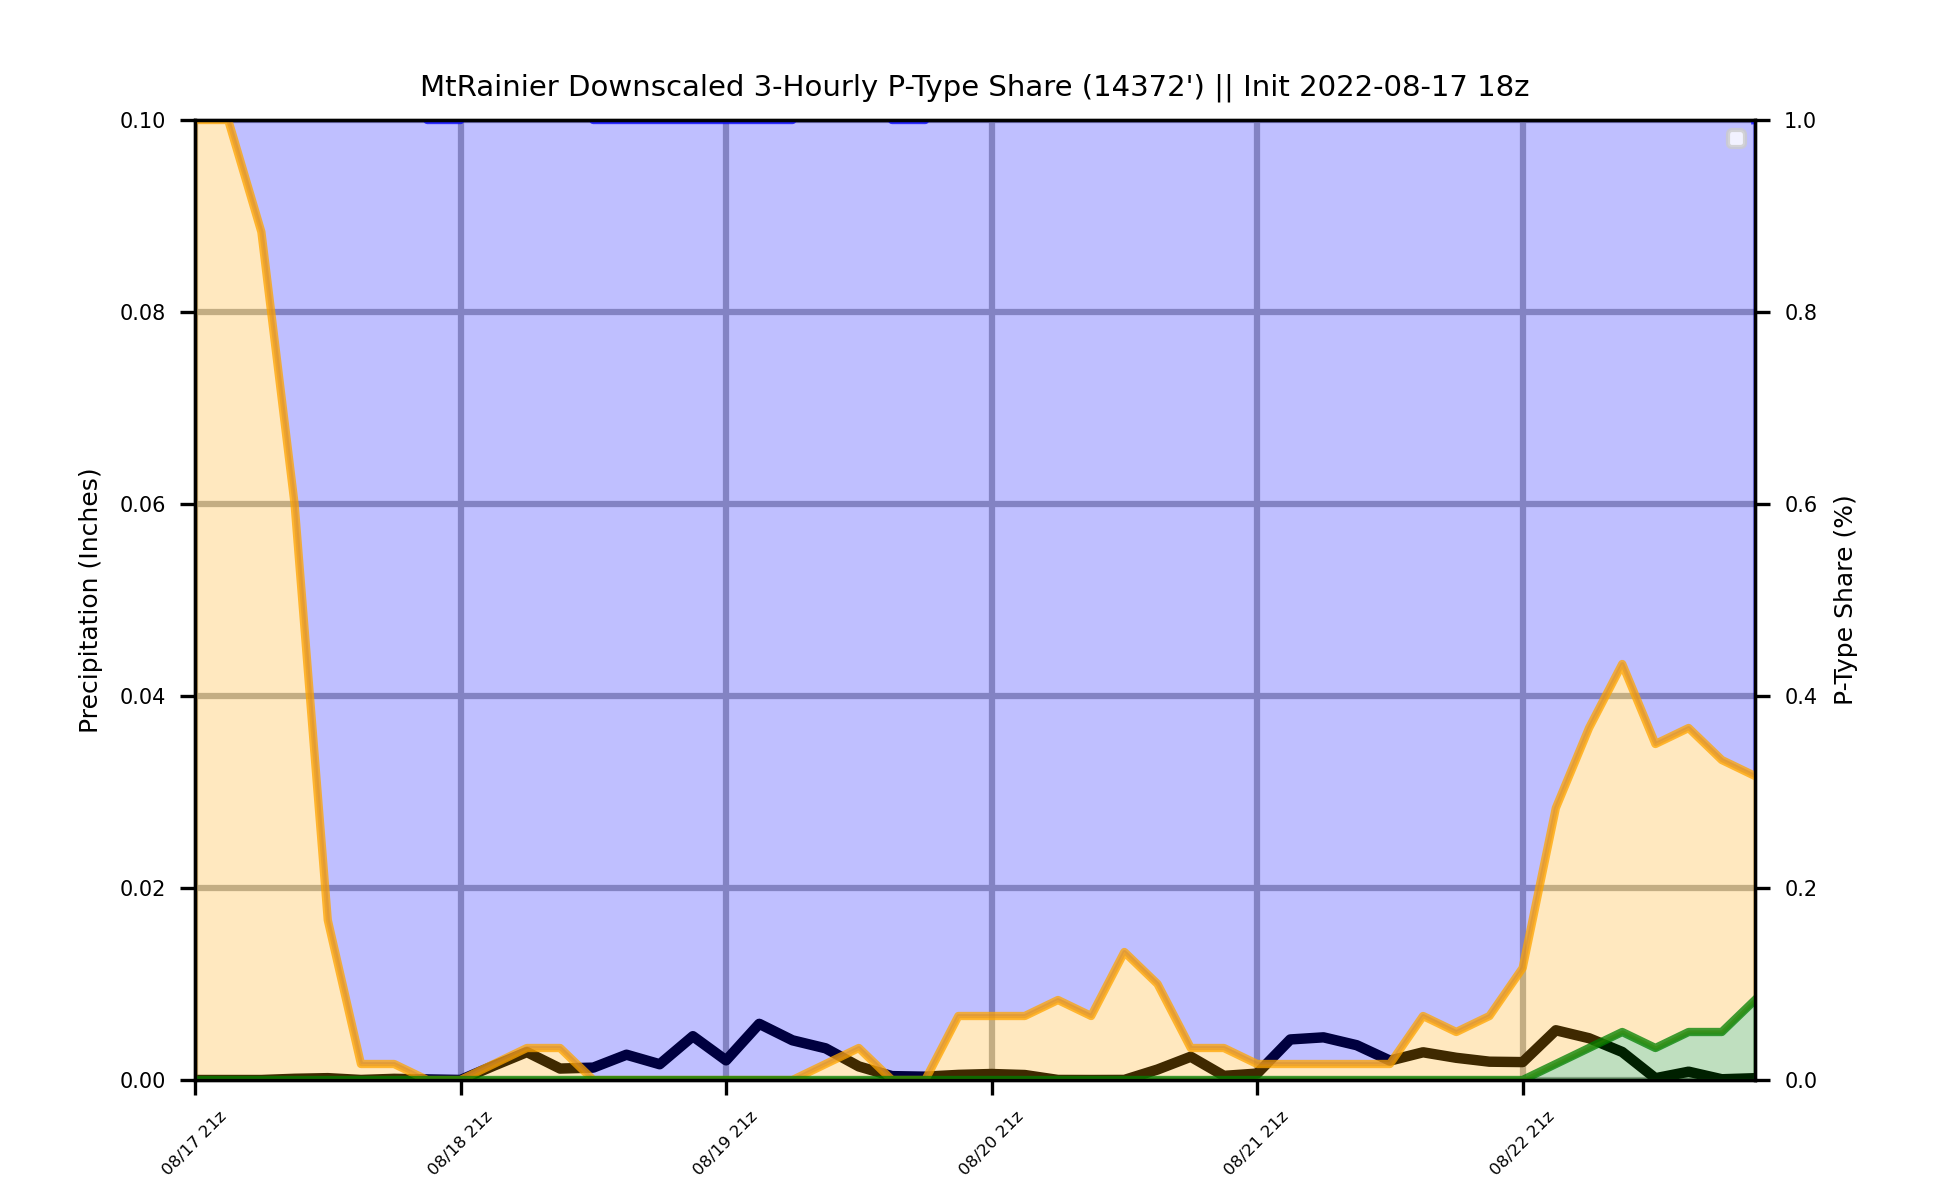 MtRainier Downscaled 3-Hourly P-Type Share (14372') || Init 2022-08-17 18z
0.10
0.08
0.06
0.04
0.02
0.00
Precipitation (Inches)
1.0
0.8
0.6
0.4
0.2
0.0
P-Type Share (%)
08/17 21z
08/18 21z
08/19 21z
08/20 21z
08/21 21z
08/22 21z